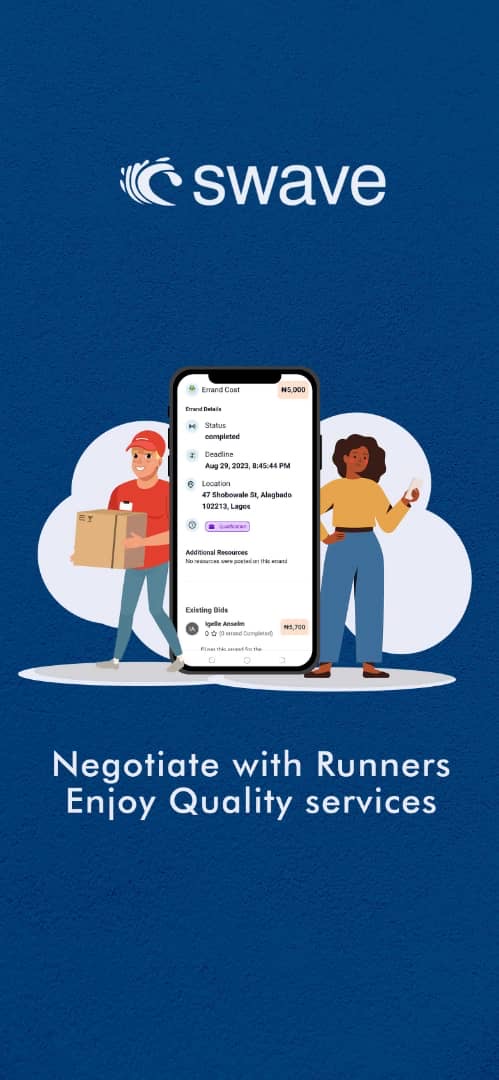 swave
Errand Cost
₦5,000
Errand Details
Status
completed
Deadline
Aug 29, 2023, 8:45:44 PM
Location
47 Shobowale St, Alagbado
102213, Lagos
Qualification
Additional Resources
No resources were posted on this errand
Existing Bids
IA
Igelle Anselm
0 (0 errand Completed)
₦5,700
Negotiate with Runners
Enjoy Quality services